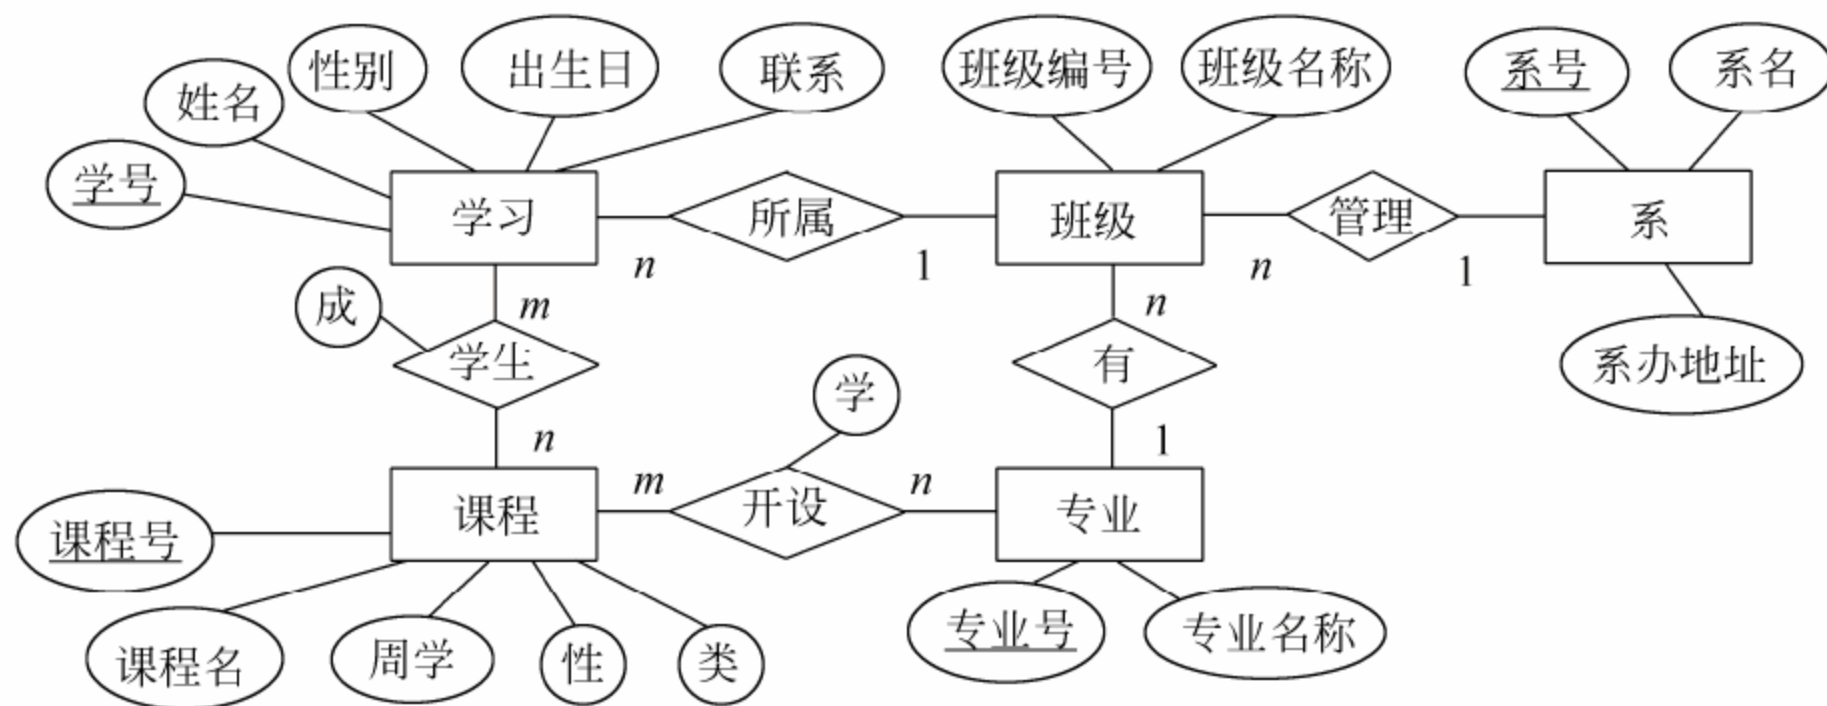 性别
出生日
联系
班级编号
班级名称
系号
系名
姓名
学号
学习
所属
班级
管理
系
n
1
n
1
成
m
n
学生
有
系办地址
学
n
1
课程
m
开设
n
专业
课程号
课程名
周学
性
类
专业号
专业名称